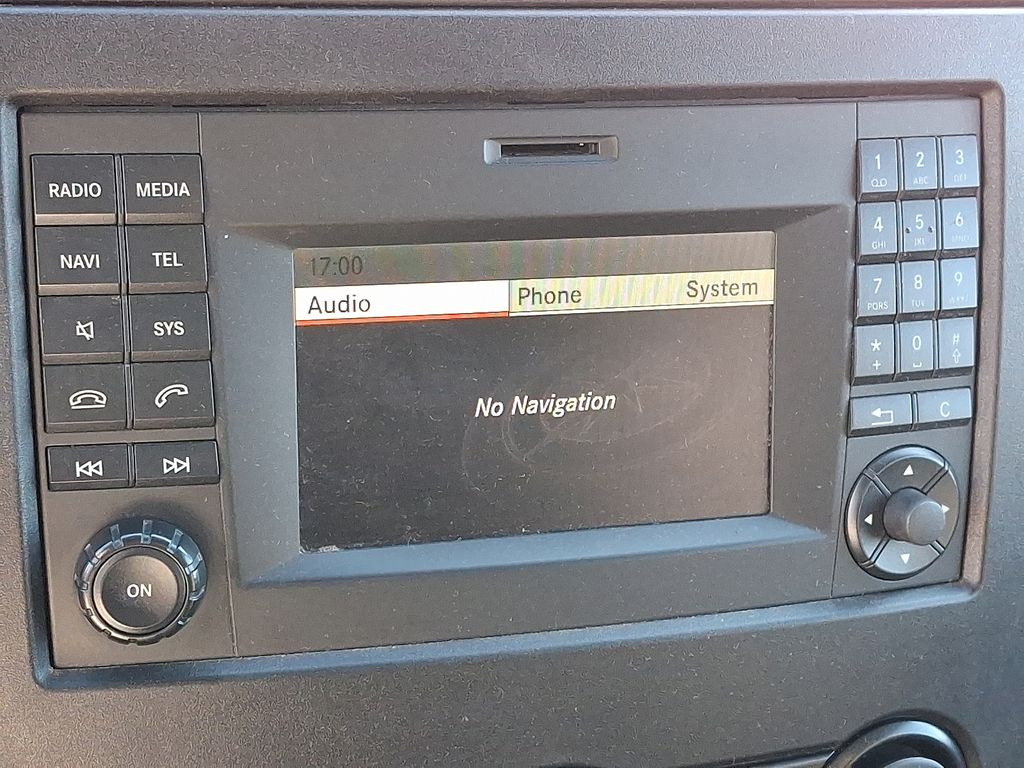 RADIO MEDIA
NAVI TEL
SYS
ON
17:00
Audio Phone System
No Navigation
1 2 3
ABC DEF
4 5 6
GHI JKL MNO
7 8 9
PQRS TUV WXYZ
* 0 #
+
C